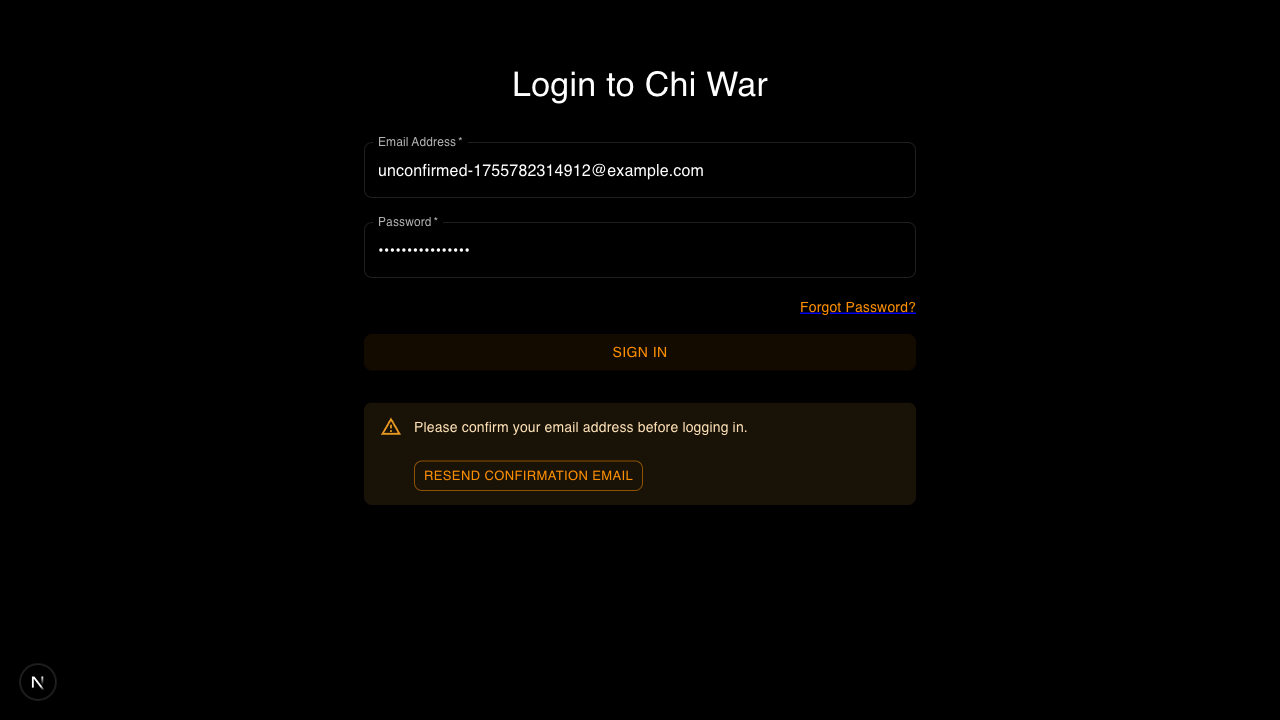 Login to Chi War
Email Address *
unconfirmed-1755782314912@example.com
Password *
••••••••••••••••
Forgot Password?
SIGN IN
Please confirm your email address before logging in.
RESEND CONFIRMATION EMAIL
N